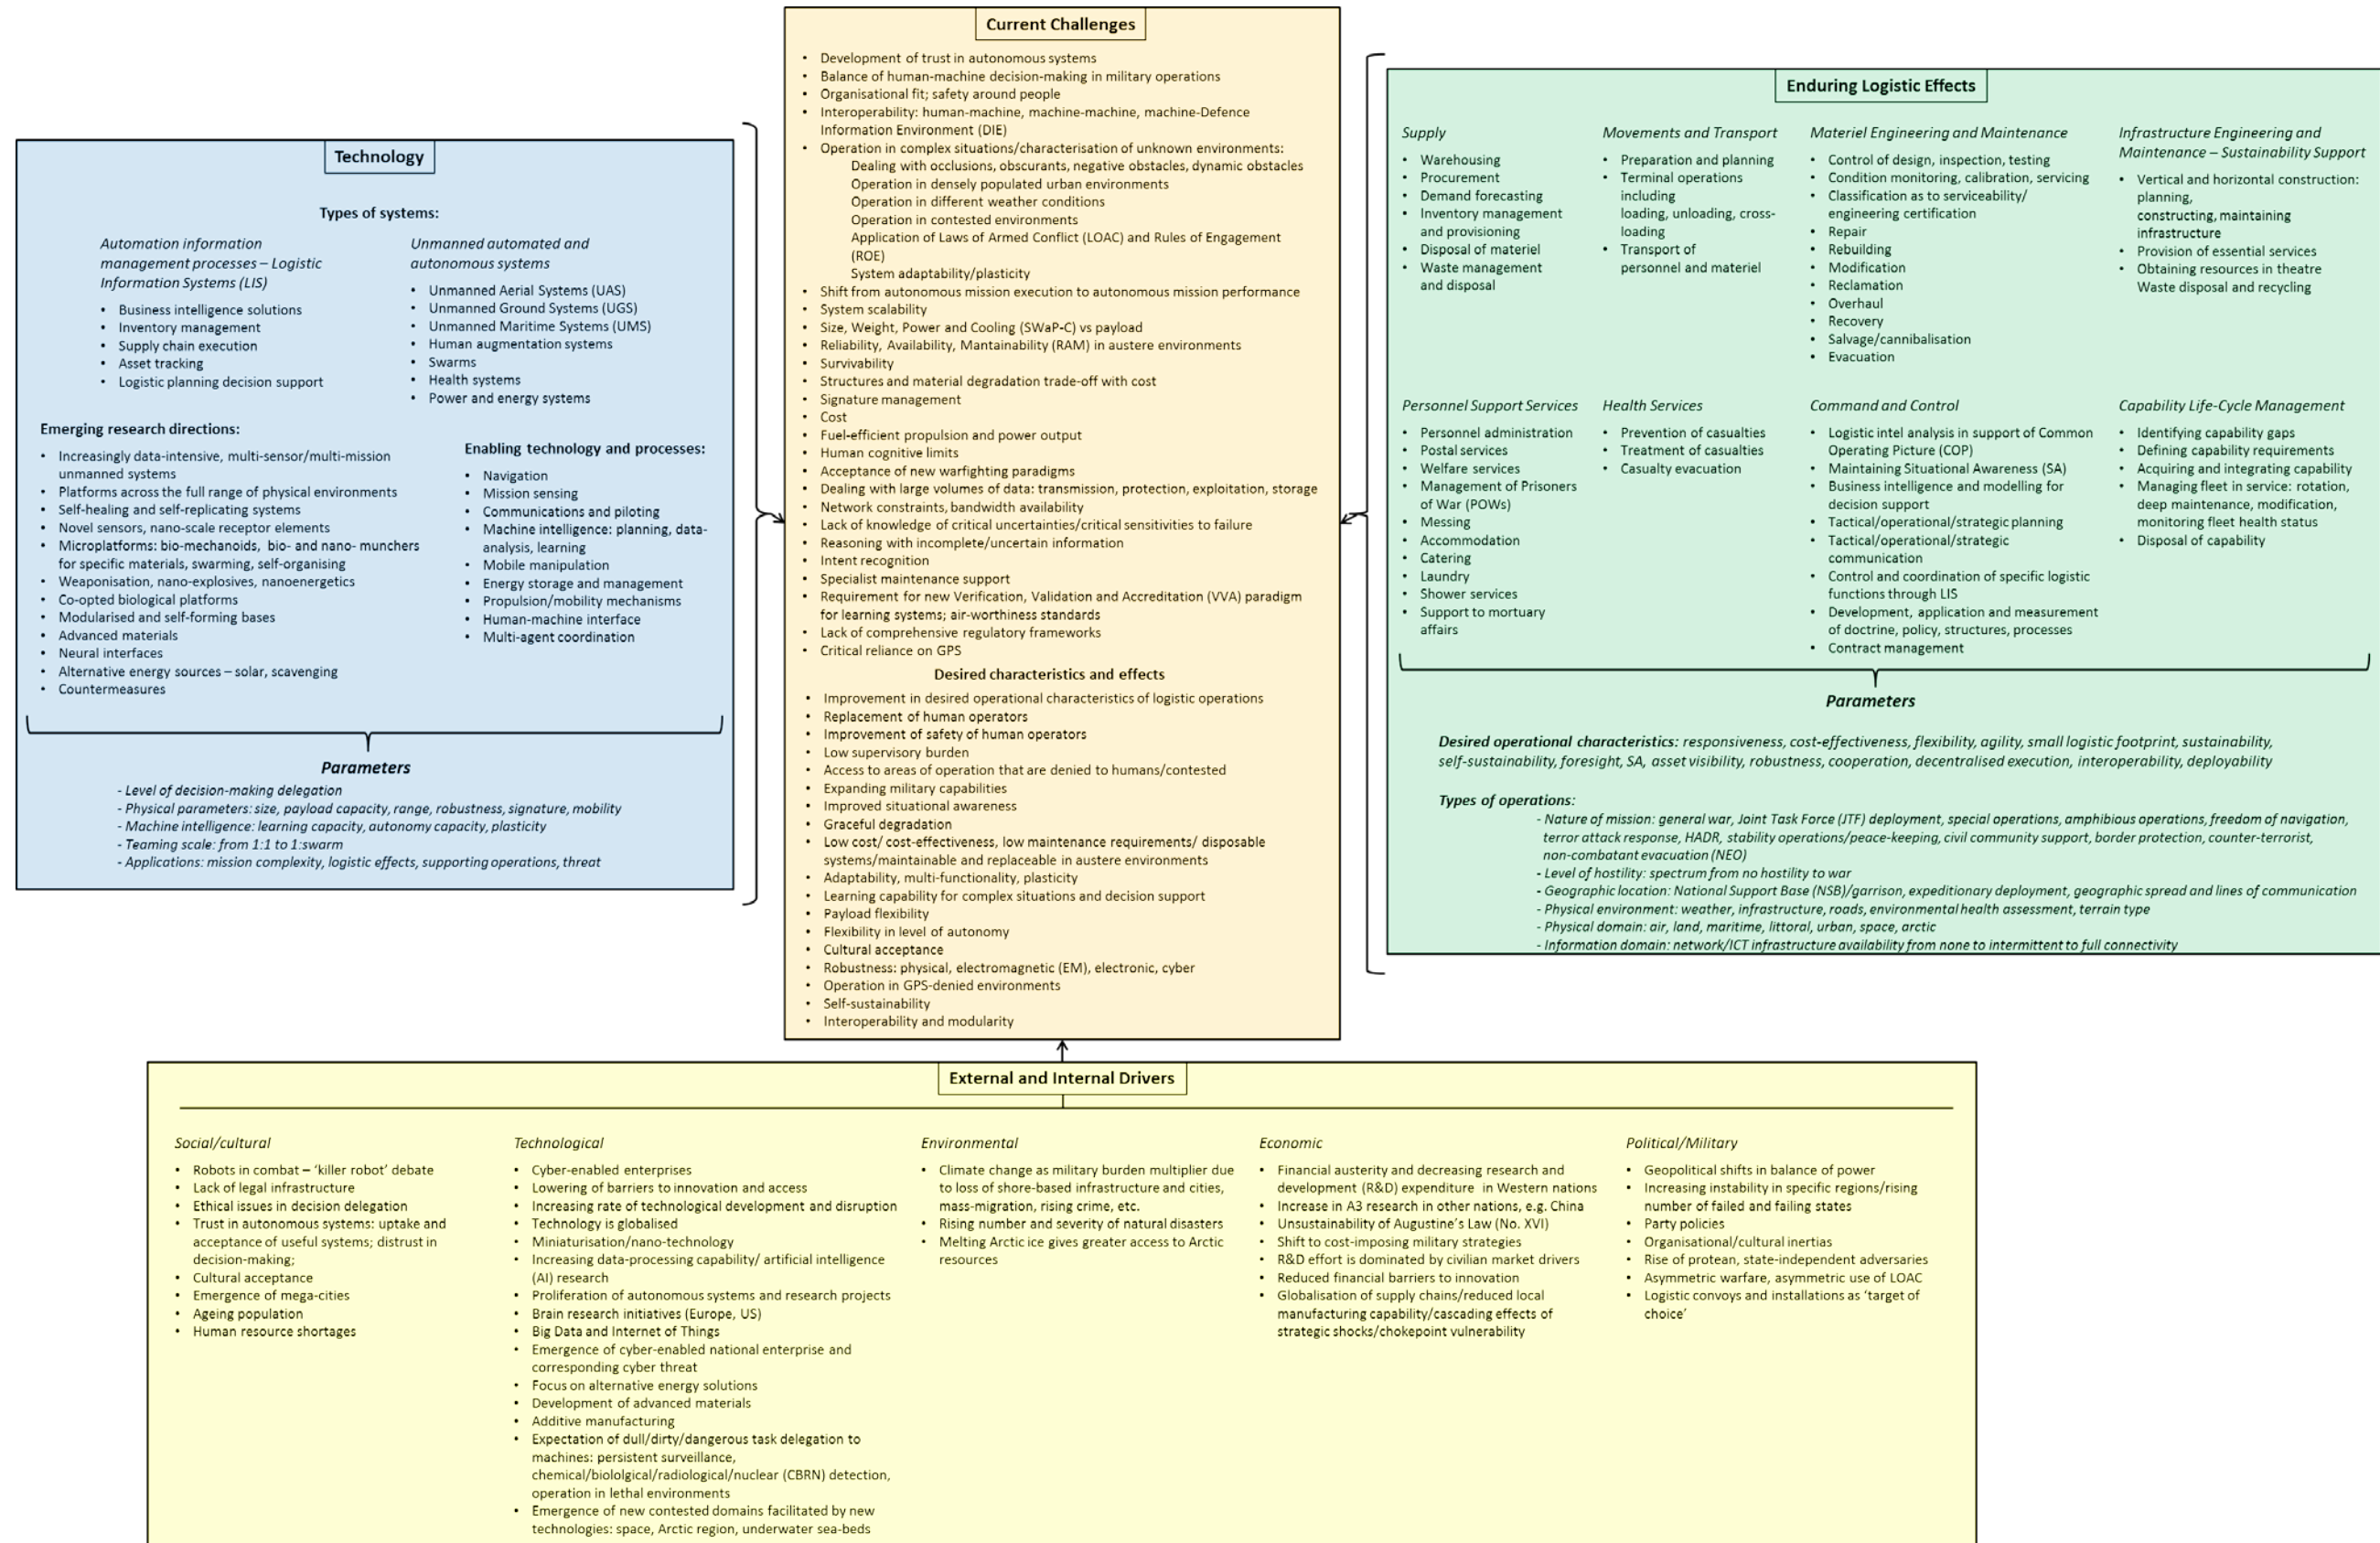 Current Challenges
• Development of trust in autonomous systems
• Balance of human-machine decision-making in military operations
• Organisational fit; safety around people
• Interoperability: human-machine, machine-machine, machine-Defence
Information Environment (DIE)
• Operation in complex situations/characterisation of unknown environments:
Dealing with occlusions, obscurants, negative obstacles, dynamic obstacles
Operation in densely populated urban environments
Operation in different weather conditions
Operation in contested environments
Application of Laws of Armed Conflict (LOAC) and Rules of Engagement
(ROE)
System adaptability/plasticity
• Shift from autonomous mission execution to autonomous mission performance
• System scalability
• Size, Weight, Power and Cooling (SWaP-C) vs payload
• Reliability, Availability, Mantainability (RAM) in austere environments
• Survivability
• Structures and material degradation trade-off with cost
• Signature management
• Cost
• Fuel-efficient propulsion and power output
• Human cognitive limits
• Acceptance of new warfighting paradigms
• Dealing with large volumes of data: transmission, protection, exploitation, storage
• Network constraints, bandwidth availability
• Lack of knowledge of critical uncertainties/critical sensitivities to failure
• Reasoning with incomplete/uncertain information
• Intent recognition
• Specialist maintenance support
• Requirement for new Verification, Validation and Accreditation (VVA) paradigm
for learning systems; air-worthiness standards
• Lack of comprehensive regulatory frameworks
• Critical reliance on GPS
Desired characteristics and effects
• Improvement in desired operational characteristics of logistic operations
• Replacement of human operators
• Improvement of safety of human operators
• Low supervisory burden
• Access to areas of operation that are denied to humans/contested
• Expanding military capabilities
• Improved situational awareness
• Graceful degradation
• Low cost/ cost-effectiveness, low maintenance requirements/ disposable
systems/maintainable and replaceable in austere environments
• Adaptability, multi-functionality, plasticity
• Learning capability for complex situations and decision support
• Payload flexibility
• Flexibility in level of autonomy
• Cultural acceptance
• Robustness: physical, electromagnetic (EM), electronic, cyber
• Operation in GPS-denied environments
• Self-sustainability
• Interoperability and modularity
Technology
Types of systems:
Automation information
management processes – Logistic
Information Systems (LIS)
• Business intelligence solutions
• Inventory management
• Supply chain execution
• Asset tracking
• Logistic planning decision support
Unmanned automated and
autonomous systems
• Unmanned Aerial Systems (UAS)
• Unmanned Ground Systems (UGS)
• Unmanned Maritime Systems (UMS)
• Human augmentation systems
• Swarms
• Health systems
• Power and energy systems
Emerging research directions:
• Increasingly data-intensive, multi-sensor/multi-mission
unmanned systems
• Platforms across the full range of physical environments
• Self-healing and self-replicating systems
• Novel sensors, nano-scale receptor elements
• Microplatforms: bio-mechanoids, bio- and nano- munchers
for specific materials, swarming, self-organising
• Weaponisation, nano-explosives, nanoenergetics
• Co-opted biological platforms
• Modularised and self-forming bases
• Advanced materials
• Neural interfaces
• Alternative energy sources – solar, scavenging
• Countermeasures
Enabling technology and processes:
• Navigation
• Mission sensing
• Communications and piloting
• Machine intelligence: planning, data-
analysis, learning
• Mobile manipulation
• Energy storage and management
• Propulsion/mobility mechanisms
• Human-machine interface
• Multi-agent coordination
Parameters
- Level of decision-making delegation
- Physical parameters: size, payload capacity, range, robustness, signature, mobility
- Machine intelligence: learning capacity, autonomy capacity, plasticity
- Teaming scale: from 1:1 to 1:swarm
- Applications: mission complexity, logistic effects, supporting operations, threat
Enduring Logistic Effects
Supply
• Warehousing
• Procurement
• Demand forecasting
• Inventory management
and provisioning
• Disposal of materiel
• Waste management
and disposal
Movements and Transport
• Preparation and planning
• Terminal operations
including
loading, unloading, cross-
loading
• Transport of
personnel and materiel
Materiel Engineering and Maintenance
• Control of design, inspection, testing
• Condition monitoring, calibration, servicing
• Classification as to serviceability/
engineering certification
• Repair
• Rebuilding
• Modification
• Reclamation
• Overhaul
• Recovery
• Salvage/cannibalisation
• Evacuation
Infrastructure Engineering and
Maintenance – Sustainability Support
• Vertical and horizontal construction:
planning,
constructing, maintaining
infrastructure
• Provision of essential services
• Obtaining resources in theatre
Waste disposal and recycling
Personnel Support Services
• Personnel administration
• Postal services
• Welfare services
• Management of Prisoners
of War (POWs)
• Messing
• Accommodation
• Catering
• Laundry
• Shower services
• Support to mortuary
affairs
Health Services
• Prevention of casualties
• Treatment of casualties
• Casualty evacuation
Command and Control
• Logistic intel analysis in support of Common
Operating Picture (COP)
• Maintaining Situational Awareness (SA)
• Business intelligence and modelling for
decision support
• Tactical/operational/strategic planning
• Tactical/operational/strategic
communication
• Control and coordination of specific logistic
functions through LIS
• Development, application and measurement
of doctrine, policy, structures, processes
• Contract management
Capability Life-Cycle Management
• Identifying capability gaps
• Defining capability requirements
• Acquiring and integrating capability
• Managing fleet in service: rotation,
deep maintenance, modification,
monitoring fleet health status
• Disposal of capability
Parameters
Desired operational characteristics: responsiveness, cost-effectiveness, flexibility, agility, small logistic footprint, sustainability,
self-sustainability, foresight, SA, asset visibility, robustness, cooperation, decentralised execution, interoperability, deployability
Types of operations:
- Nature of mission: general war, Joint Task Force (JTF) deployment, special operations, amphibious operations, freedom of navigation,
terror attack response, HADR, stability operations/peace-keeping, civil community support, border protection, counter-terrorist,
non-combatant evacuation (NEO)
- Level of hostility: spectrum from no hostility to war
- Geographic location: National Support Base (NSB)/garrison, expeditionary deployment, geographic spread and lines of communication
- Physical environment: weather, infrastructure, roads, environmental health assessment, terrain type
- Physical domain: air, land, maritime, littoral, urban, space, arctic
- Information domain: network/ICT infrastructure availability from none to intermittent to full connectivity
External and Internal Drivers
Social/cultural
• Robots in combat – ‘killer robot’ debate
• Lack of legal infrastructure
• Ethical issues in decision delegation
• Trust in autonomous systems: uptake and
acceptance of useful systems; distrust in
decision-making;
• Cultural acceptance
• Emergence of mega-cities
• Ageing population
• Human resource shortages
Technological
• Cyber-enabled enterprises
• Lowering of barriers to innovation and access
• Increasing rate of technological development and disruption
• Technology is globalised
• Miniaturisation/nano-technology
• Increasing data-processing capability/ artificial intelligence
(AI) research
• Proliferation of autonomous systems and research projects
• Brain research initiatives (Europe, US)
• Big Data and Internet of Things
• Emergence of cyber-enabled national enterprise and
corresponding cyber threat
• Focus on alternative energy solutions
• Development of advanced materials
• Additive manufacturing
• Expectation of dull/dirty/dangerous task delegation to
machines: persistent surveillance,
chemical/biololgical/radiological/nuclear (CBRN) detection,
operation in lethal environments
• Emergence of new contested domains facilitated by new
technologies: space, Arctic region, underwater sea-beds
Environmental
• Climate change as military burden multiplier due
to loss of shore-based infrastructure and cities,
mass-migration, rising crime, etc.
• Rising number and severity of natural disasters
• Melting Arctic ice gives greater access to Arctic
resources
Economic
• Financial austerity and decreasing research and
development (R&D) expenditure in Western nations
• Increase in A3 research in other nations, e.g. China
• Unsustainability of Augustine’s Law (No. XVI)
• Shift to cost-imposing military strategies
• R&D effort is dominated by civilian market drivers
• Reduced financial barriers to innovation
• Globalisation of supply chains/reduced local
manufacturing capability/cascading effects of
strategic shocks/chokepoint vulnerability
Political/Military
• Geopolitical shifts in balance of power
• Increasing instability in specific regions/rising
number of failed and failing states
• Party policies
• Organisational/cultural inertias
• Rise of protean, state-independent adversaries
• Asymmetric warfare, asymmetric use of LOAC
• Logistic convoys and installations as ‘target of
choice’